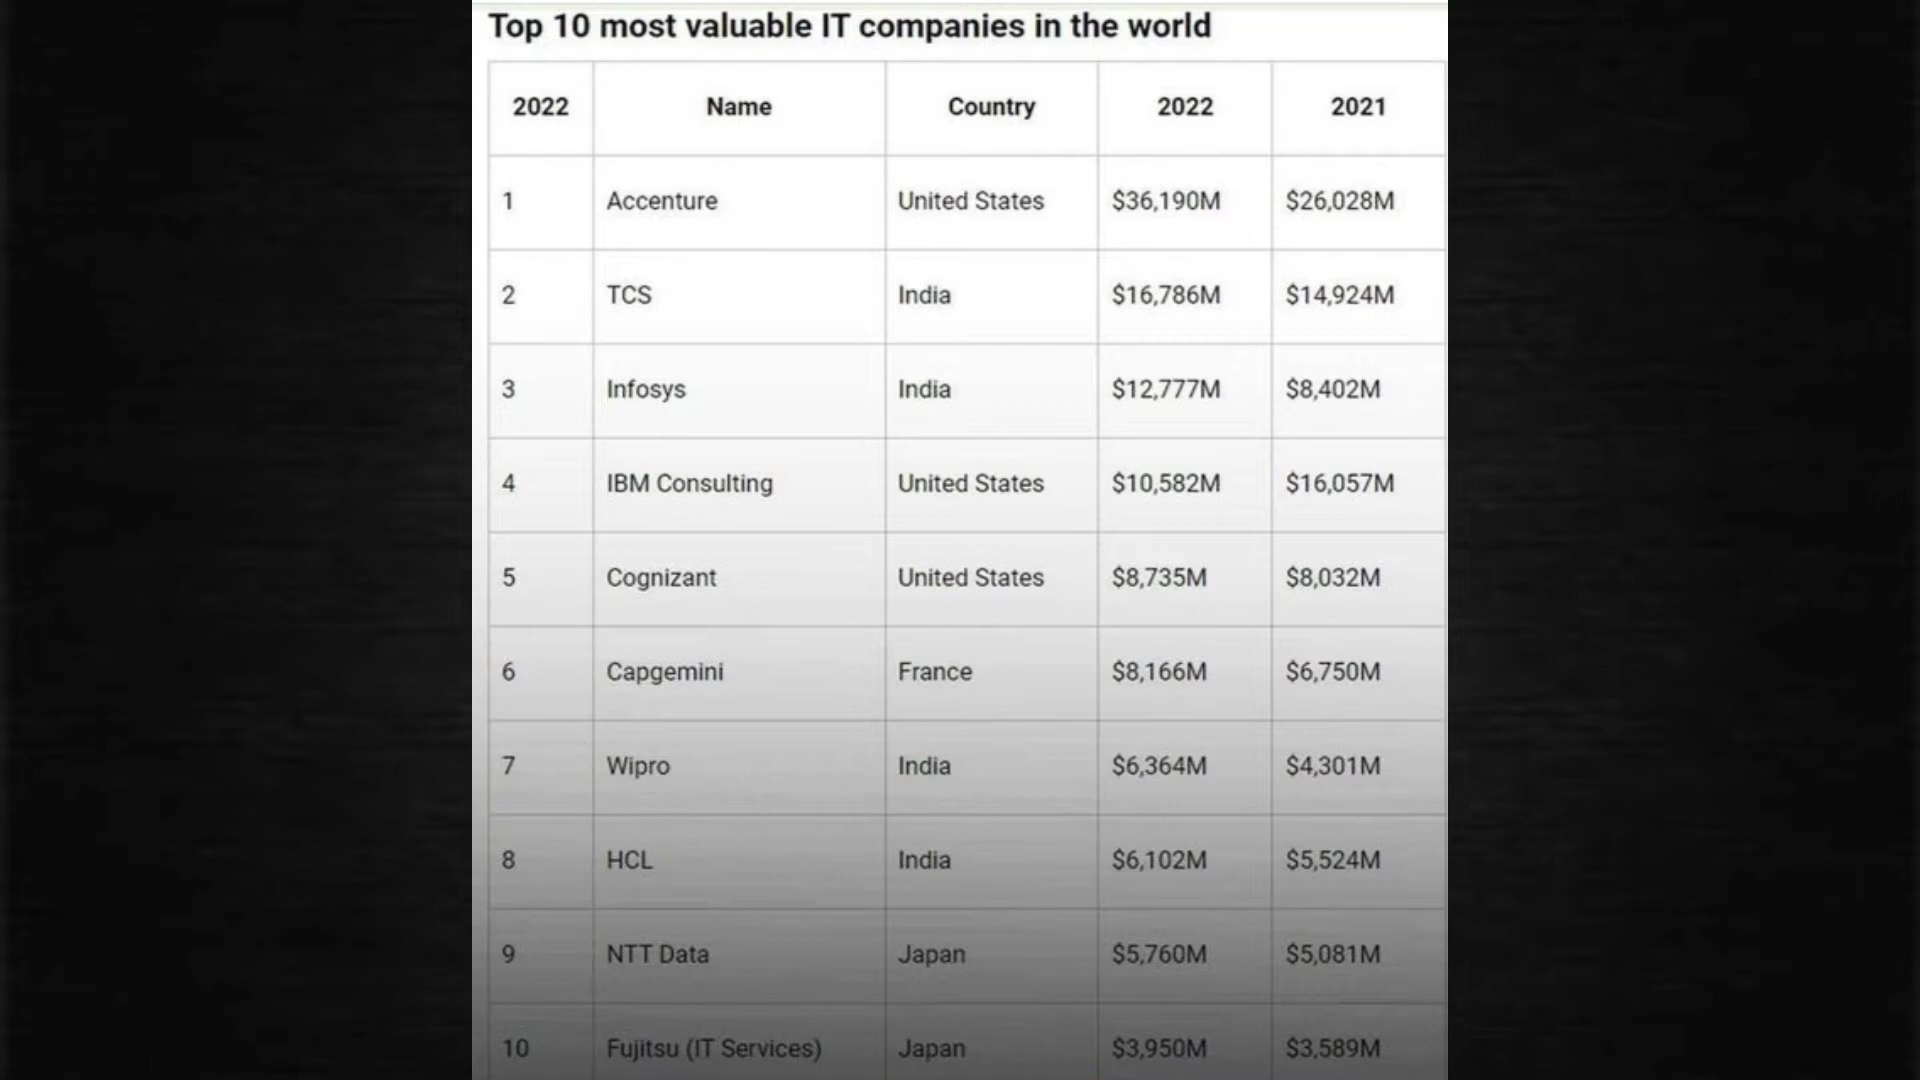 Top 10 most valuable IT companies in the world
2022 Name Country 2022 2021
1 Accenture United States $36,190M $26,028M
2 TCS India $16,786M $14,924M
3 Infosys India $12,777M $8,402M
4 IBM Consulting United States $10,582M $16,057M
5 Cognizant United States $8,735M $8,032M
6 Capgemini France $8,166M $6,750M
7 Wipro India $6,364M $4,301M
8 HCL India $6,102M $5,524M
9 NTT Data Japan $5,760M $5,081M
10 Fujitsu (IT Services) Japan $3,950M $3,589M